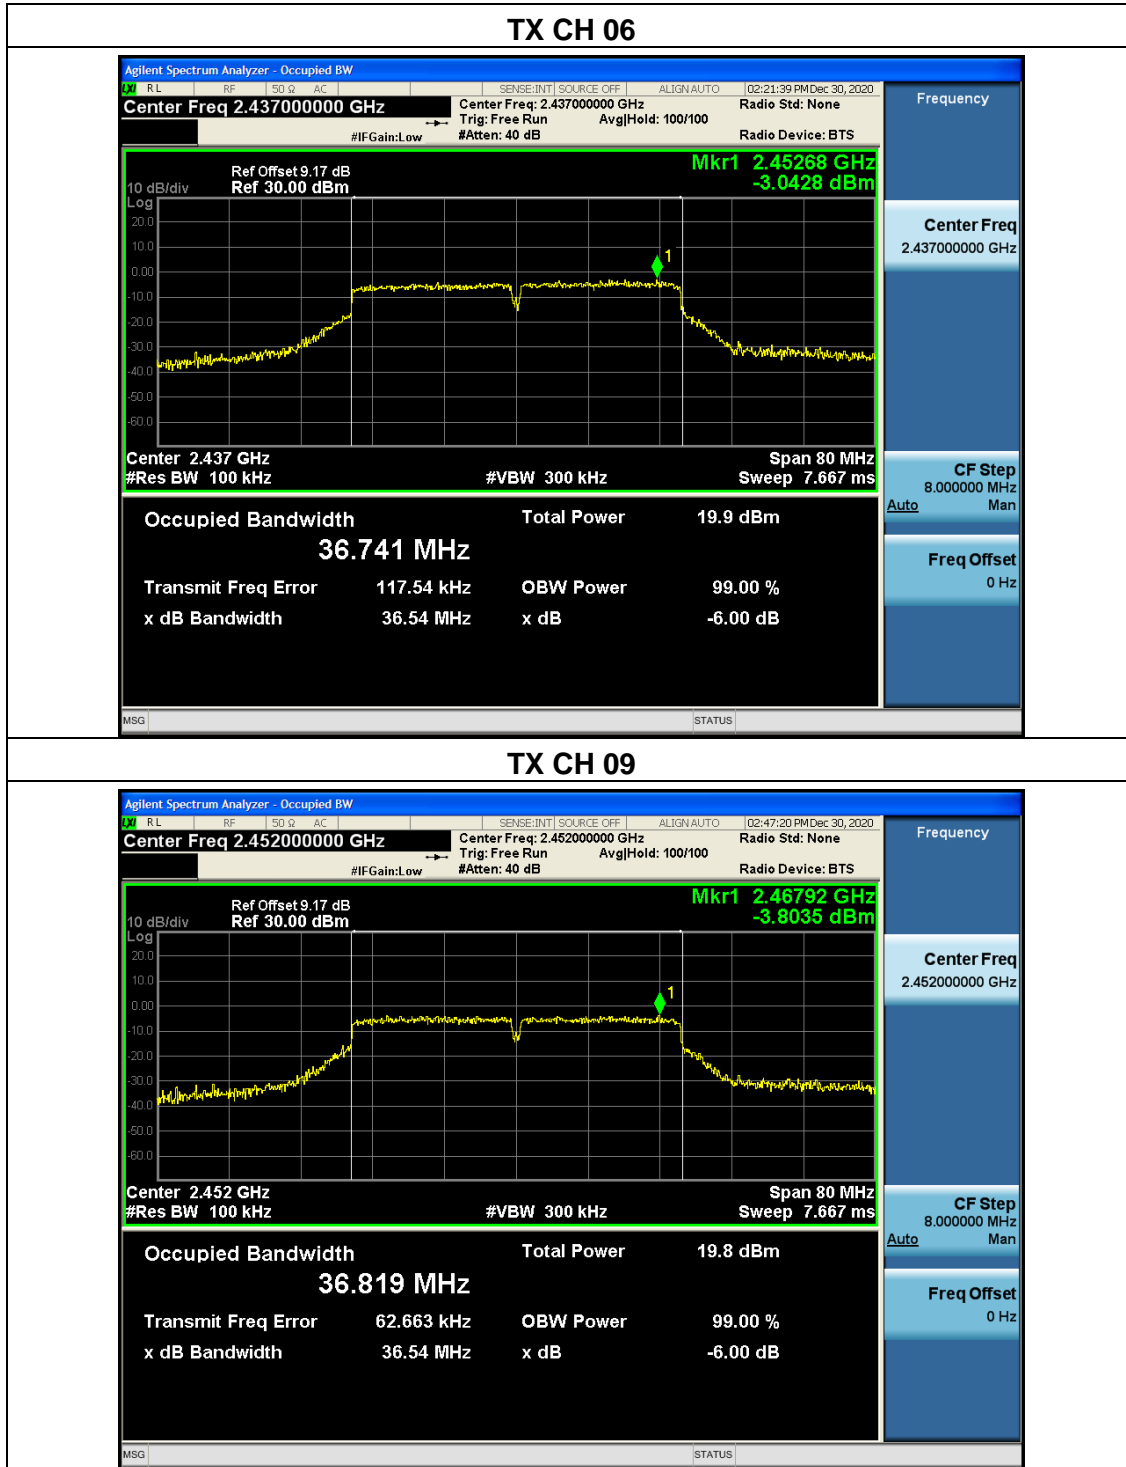 TX CH 06
Agilent Spectrum Analyzer - Occupied BW
LXI RL RF 50 Ω AC SENSE:INT SOURCE OFF ALIGN AUTO 02:21:39 PM Dec 30, 2020
Center Freq 2.437000000 GHz
Center Freq: 2.437000000 GHz Radio Std: None
Trig: Free Run Avg|Hold: 100/100
#IFGain:Low #Atten: 40 dB Radio Device: BTS
Frequency
Mkr1 2.45268 GHz
-3.0428 dBm
Ref Offset 9.17 dB
10 dB/div Ref 30.00 dBm
Log
20.0
10.0
0.00
-10.0
-20.0
-30.0
-40.0
-50.0
-60.0
1
Center 2.437 GHz Span 80 MHz
#Res BW 100 kHz #VBW 300 kHz Sweep 7.667 ms
Occupied Bandwidth Total Power 19.9 dBm
36.741 MHz
Transmit Freq Error 117.54 kHz OBW Power 99.00 %
x dB Bandwidth 36.54 MHz x dB -6.00 dB
Center Freq
2.437000000 GHz
CF Step
8.000000 MHz
Auto Man
Freq Offset
0 Hz
MSG STATUS
TX CH 09
Agilent Spectrum Analyzer - Occupied BW
LXI RL RF 50 Ω AC SENSE:INT SOURCE OFF ALIGN AUTO 02:47:20 PM Dec 30, 2020
Center Freq 2.452000000 GHz
Center Freq: 2.452000000 GHz Radio Std: None
Trig: Free Run Avg|Hold: 100/100
#IFGain:Low #Atten: 40 dB Radio Device: BTS
Frequency
Mkr1 2.46792 GHz
-3.8035 dBm
Ref Offset 9.17 dB
10 dB/div Ref 30.00 dBm
Log
20.0
10.0
0.00
-10.0
-20.0
-30.0
-40.0
-50.0
-60.0
1
Center 2.452 GHz Span 80 MHz
#Res BW 100 kHz #VBW 300 kHz Sweep 7.667 ms
Occupied Bandwidth Total Power 19.8 dBm
36.819 MHz
Transmit Freq Error 62.663 kHz OBW Power 99.00 %
x dB Bandwidth 36.54 MHz x dB -6.00 dB
Center Freq
2.452000000 GHz
CF Step
8.000000 MHz
Auto Man
Freq Offset
0 Hz
MSG STATUS